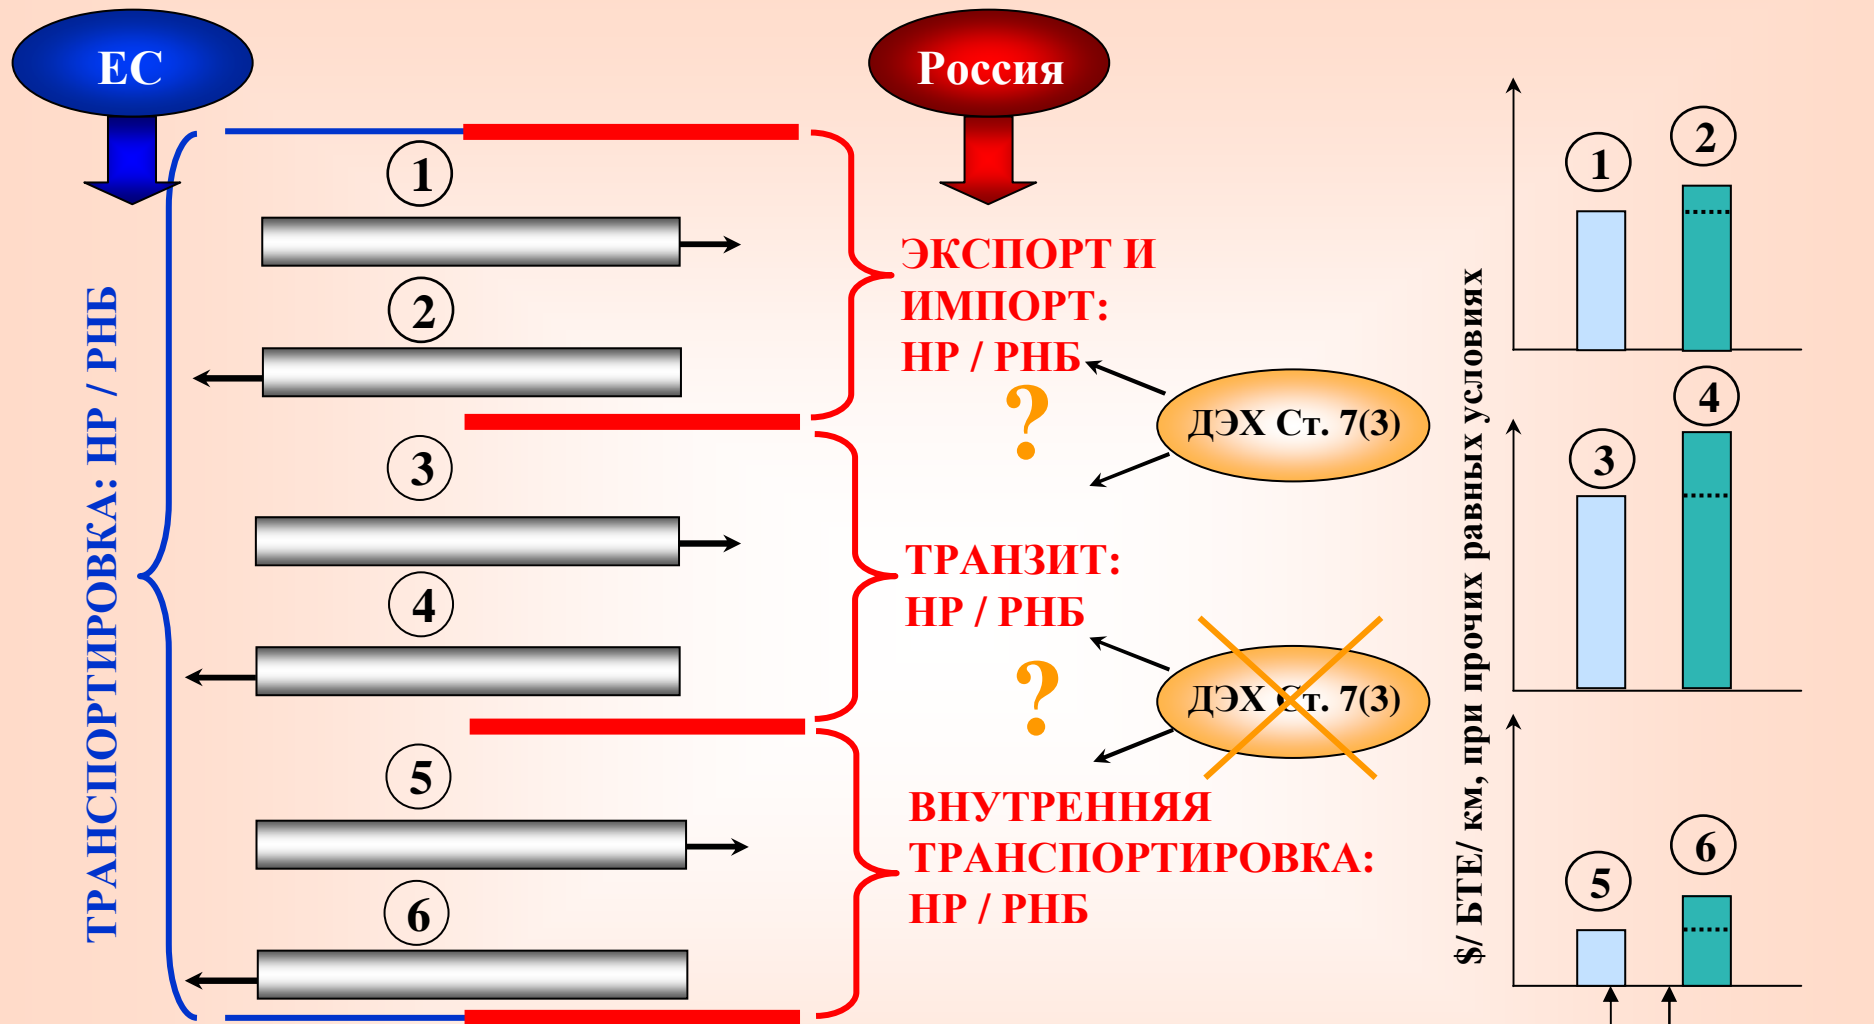 ЕС
Россия
ТРАНСПОРТИРОВКА: НР / РНБ
1
2
3
4
5
6
ЭКСПОРТ И
ИМПОРТ:
НР / РНБ
?
ДЭХ Ст. 7(3)
ТРАНЗИТ:
НР / РНБ
?
ДЭХ Ст. 7(3)
ВНУТРЕННЯЯ
ТРАНСПОРТИРОВКА:
НР / РНБ
$/ БТЕ/ км, при прочих равных условиях
1
2
3
4
5
6